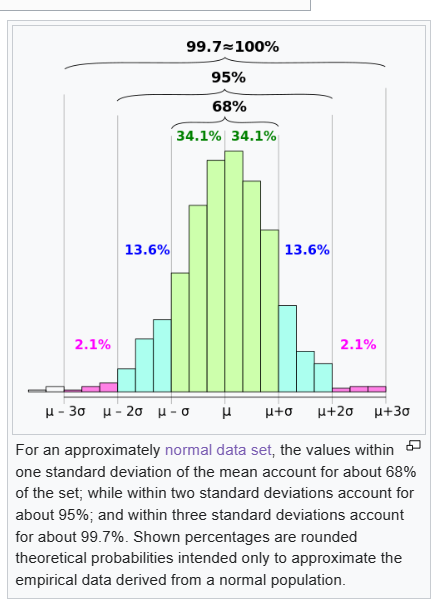 99.7≈100%
95%
68%
34.1% 34.1%
13.6% 13.6%
2.1% 2.1%
μ – 3σ μ – 2σ μ – σ μ μ+σ μ+2σ μ+3σ
For an approximately normal data set, the values within
one standard deviation of the mean account for about 68%
of the set; while within two standard deviations account for
about 95%; and within three standard deviations account
for about 99.7%. Shown percentages are rounded
theoretical probabilities intended only to approximate the
empirical data derived from a normal population.